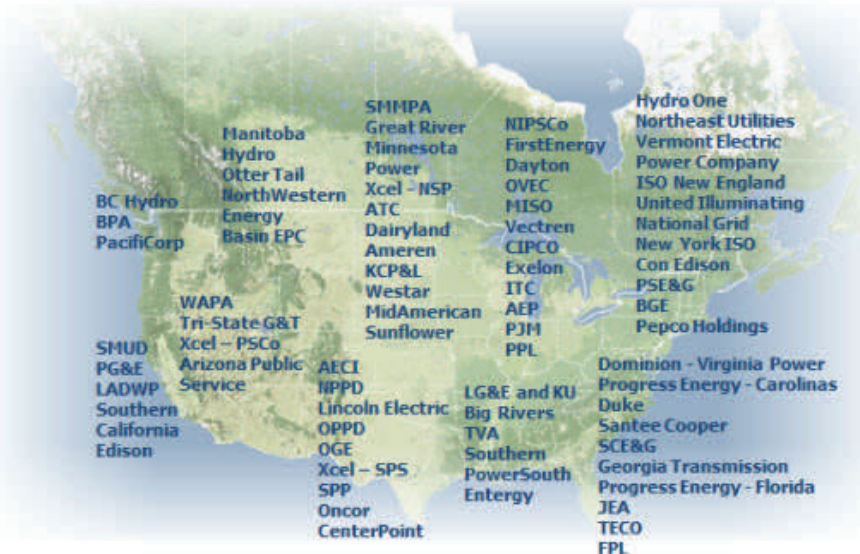 BC Hydro
BPA
PacifiCorp
Manitoba
Hydro
Otter Tail
NorthWestern
Energy
Basin EPC
SMMPA
Great River
Minnesota
Power
Xcel - NSP
ATC
Dairyland
Ameren
KCP&L
Westar
MidAmerican
Sunflower
NIPSCo
FirstEnergy
Dayton
OVEC
MISO
Vectren
CIPCO
Exelon
ITC
AEP
PJM
PPL
Hydro One
Northeast Utilities
Vermont Electric
Power Company
ISO New England
United Illuminating
National Grid
New York ISO
Con Edison
PSE&G
BGE
Pepco Holdings
SMUD
PG&E
LADWP
Southern
California
Edison
WAPA
Tri-State G&T
Xcel – PSCo
Arizona Public
Service
AECI
NPPD
Lincoln Electric
OPPD
OGE
Xcel – SPS
SPP
Oncor
CenterPoint
LG&E and KU
Big Rivers
TVA
Southern
PowerSouth
Entergy
Dominion - Virginia Power
Progress Energy - Carolinas
Duke
Santee Cooper
SCE&G
Georgia Transmission
Progress Energy - Florida
JEA
TECO
FPL